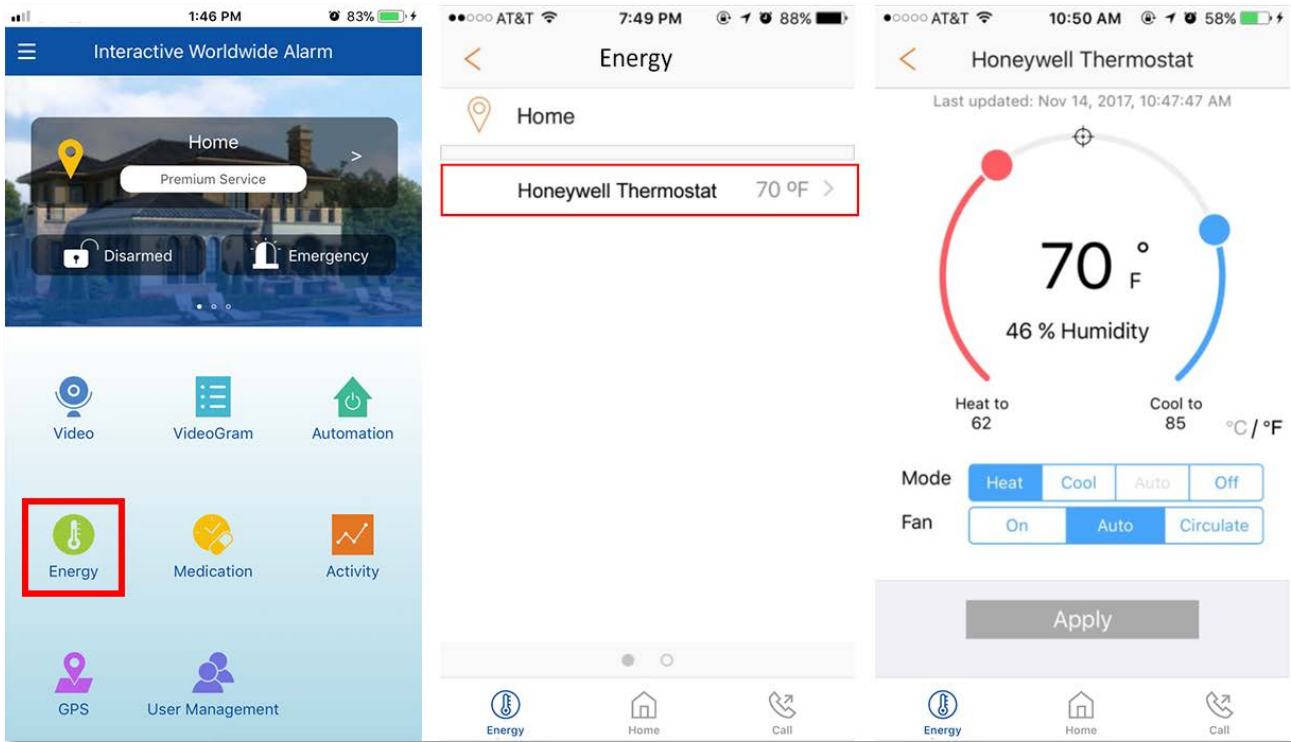 1:46 PM 83%
Interactive Worldwide Alarm
Home
>
Premium Service
Disarmed Emergency
Video VideoGram Automation
Energy Medication Activity
GPS User Management
AT&T 7:49 PM 88%
< Energy
Home
Honeywell Thermostat 70 ºF >
Energy Home Call
AT&T 10:50 AM 58%
< Honeywell Thermostat
Last updated: Nov 14, 2017, 10:47:47 AM
70 °F
46 % Humidity
Heat to Cool to
62 85 °C / °F
Mode Heat Cool Auto Off
Fan On Auto Circulate
Apply
Energy Home Call